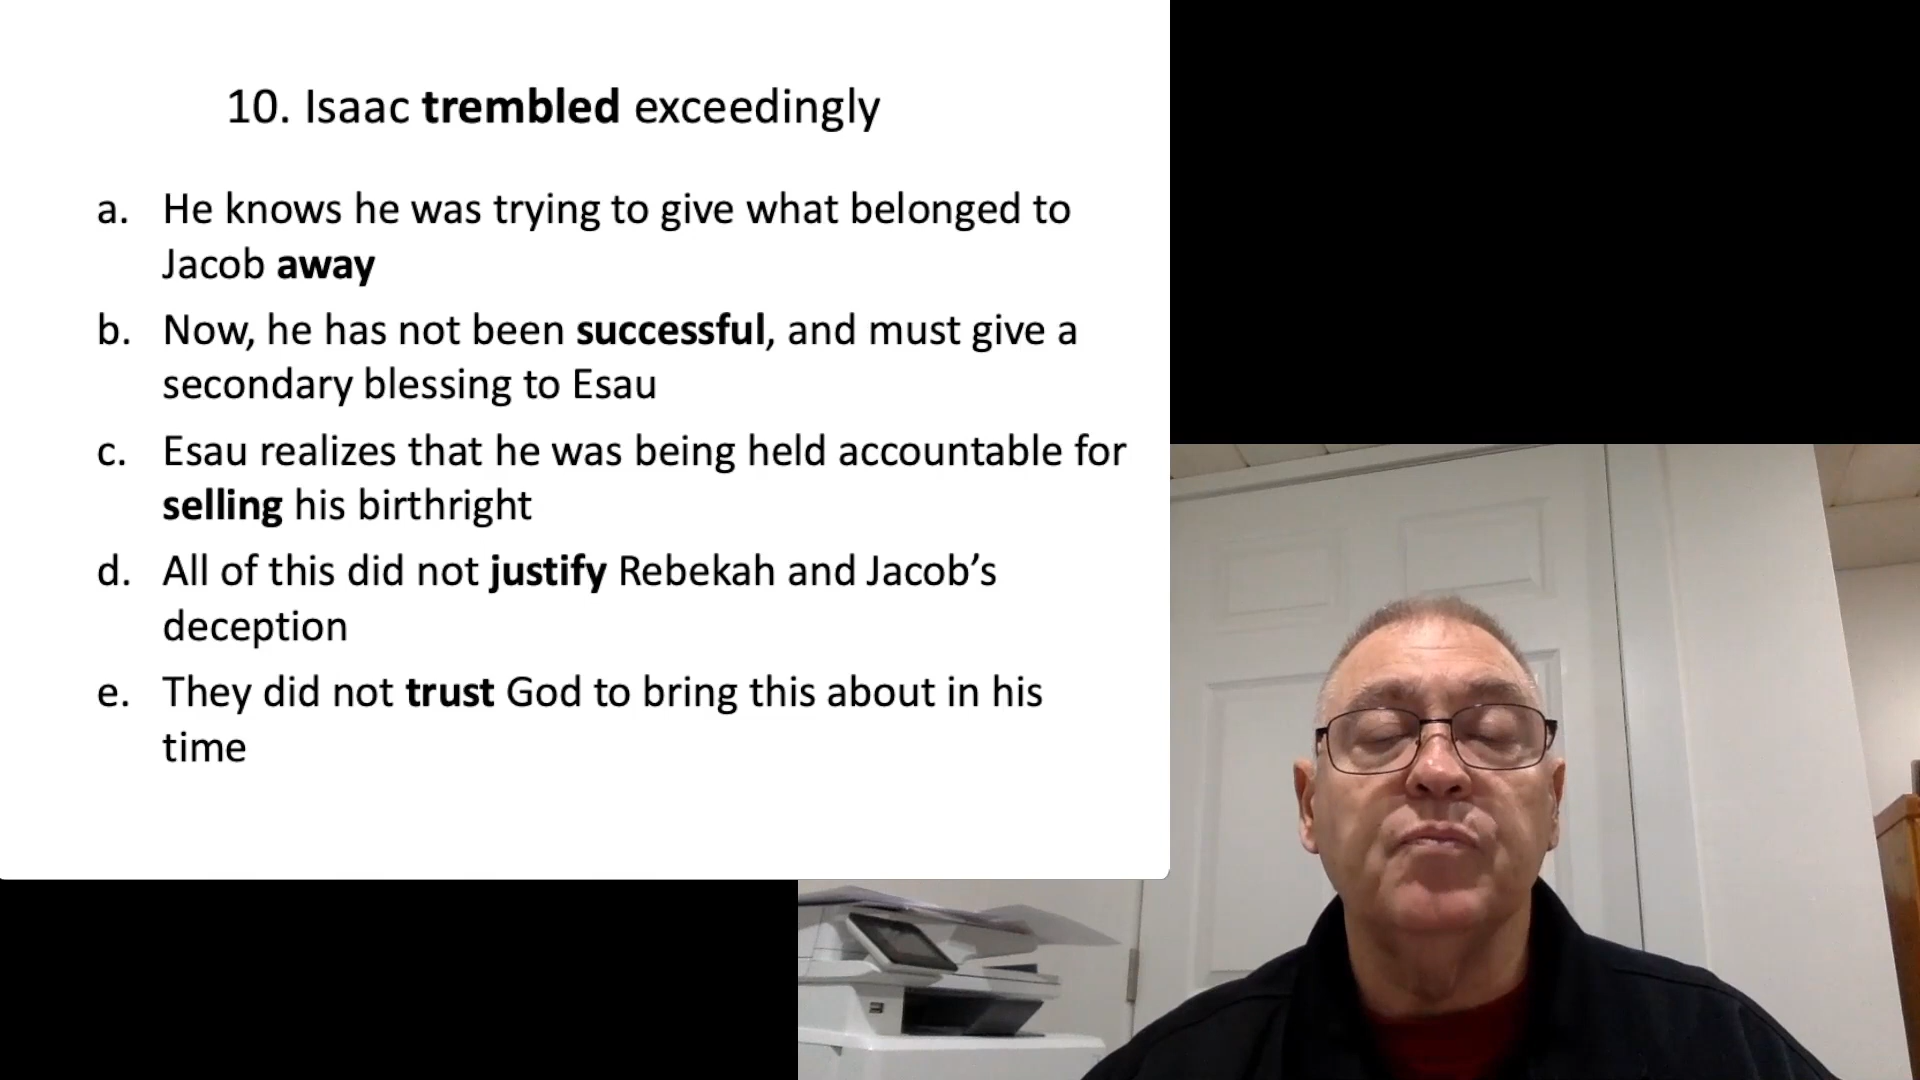 10. Isaac trembled exceedingly
a. He knows he was trying to give what belonged to
Jacob away
b. Now, he has not been successful, and must give a
secondary blessing to Esau
c. Esau realizes that he was being held accountable for
selling his birthright
d. All of this did not justify Rebekah and Jacob’s
deception
e. They did not trust God to bring this about in his
time